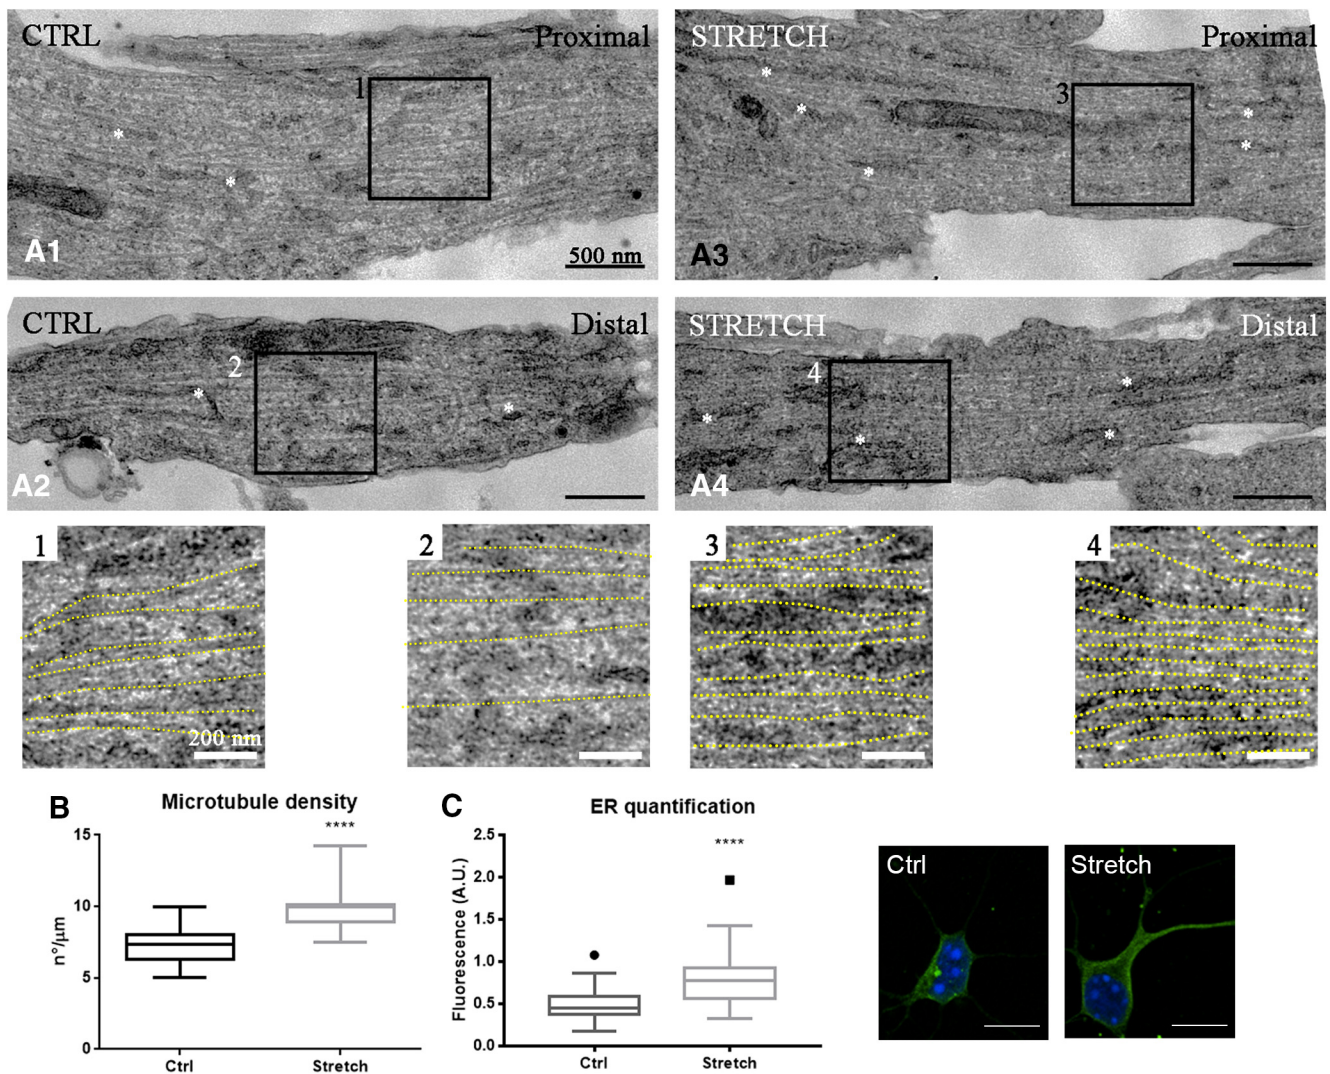 CTRL
Proximal
1
*
*
A1
500 nm
STRETCH
Proximal
3
*
*
*
*
*
A3
CTRL
Distal
2
*
*
A2
STRETCH
Distal
4
*
*
*
*
A4
1
200 nm
2
3
4
B
Microtubule density
****
15
10
5
0
n°/µm
Ctrl
Stretch
C
ER quantification
****
2.5
2.0
1.5
1.0
0.5
0.0
Fluorescence (A.U.)
Ctrl
Stretch
Ctrl
Stretch